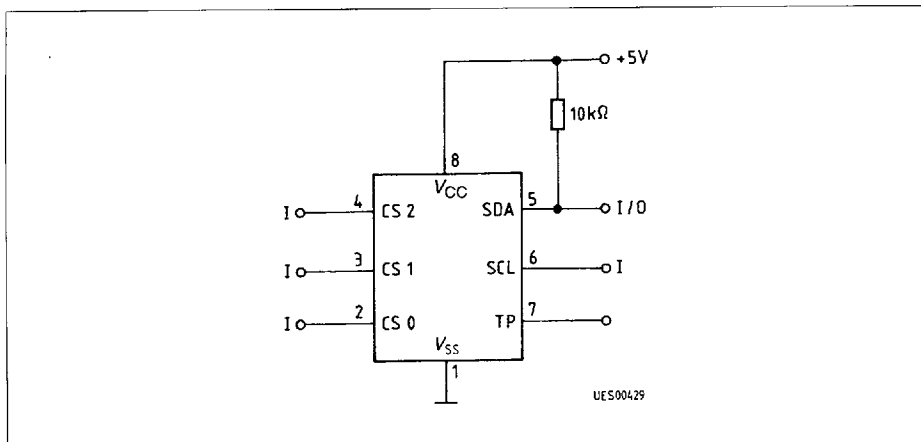 +5V
10kΩ
8
VCC
I 4 CS 2 SDA 5 I/O
I 3 CS 1 SCL 6 I
I 2 CS 0 TP 7
VSS
1
UES00429